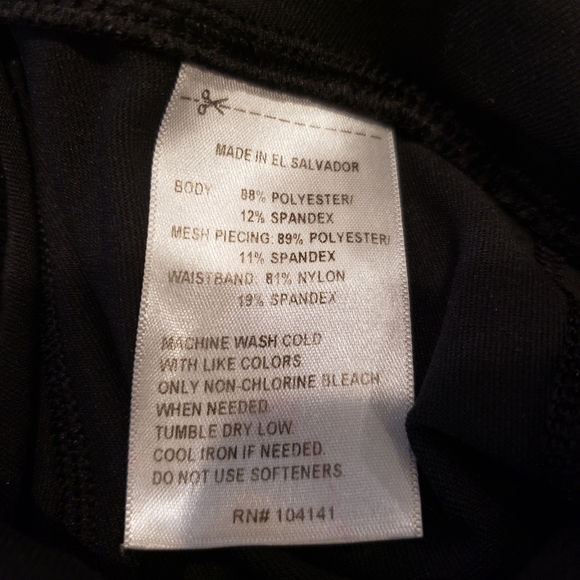 MADE IN EL SALVADOR
BODY: 88% POLYESTER/
12% SPANDEX
MESH PIECING: 89% POLYESTER/
11% SPANDEX
WAISTBAND: 81% NYLON
19% SPANDEX
MACHINE WASH COLD
WITH LIKE COLORS
ONLY NON-CHLORINE BLEACH
WHEN NEEDED.
TUMBLE DRY LOW.
COOL IRON IF NEEDED.
DO NOT USE SOFTENERS.
RN# 104141